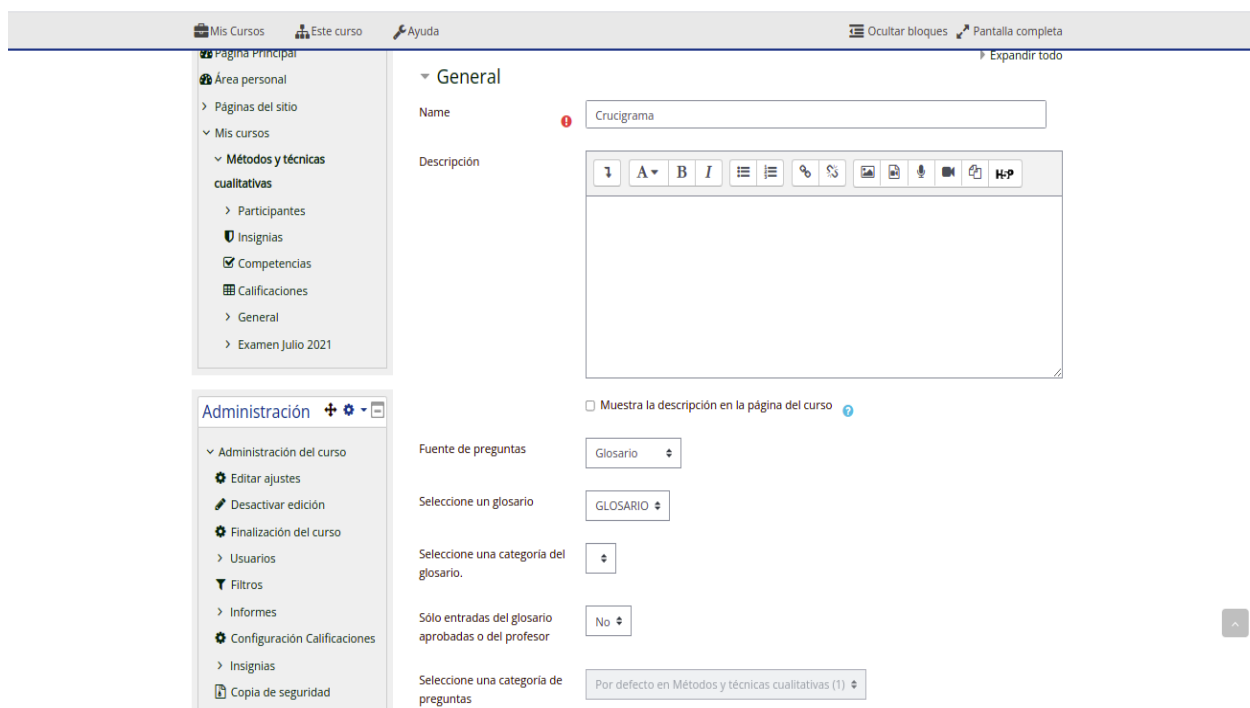 Mis Cursos
Este curso
Ayuda
Ocultar bloques
Pantalla completa
Página Principal
Área personal
Páginas del sitio
Mis cursos
Métodos y técnicas
cualitativas
Participantes
Insignias
Competencias
Calificaciones
General
Examen Julio 2021
Administración
Administración del curso
Editar ajustes
Desactivar edición
Finalización del curso
Usuarios
Filtros
Informes
Configuración Calificaciones
Insignias
Copia de seguridad
Expandir todo
General
Name
Crucigrama
Descripción
A B I H-P
Muestra la descripción en la página del curso
Fuente de preguntas
Glosario
Seleccione un glosario
GLOSARIO
Seleccione una categoría del
glosario.
Sólo entradas del glosario
aprobadas o del profesor
No
Seleccione una categoría de
preguntas
Por defecto en Métodos y técnicas cualitativas (1)